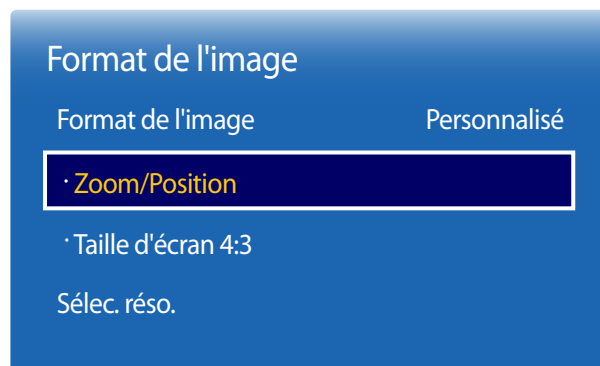 Format de l'image
Format de l'image Personnalisé
· Zoom/Position
· Taille d'écran 4:3
Sélec. réso.